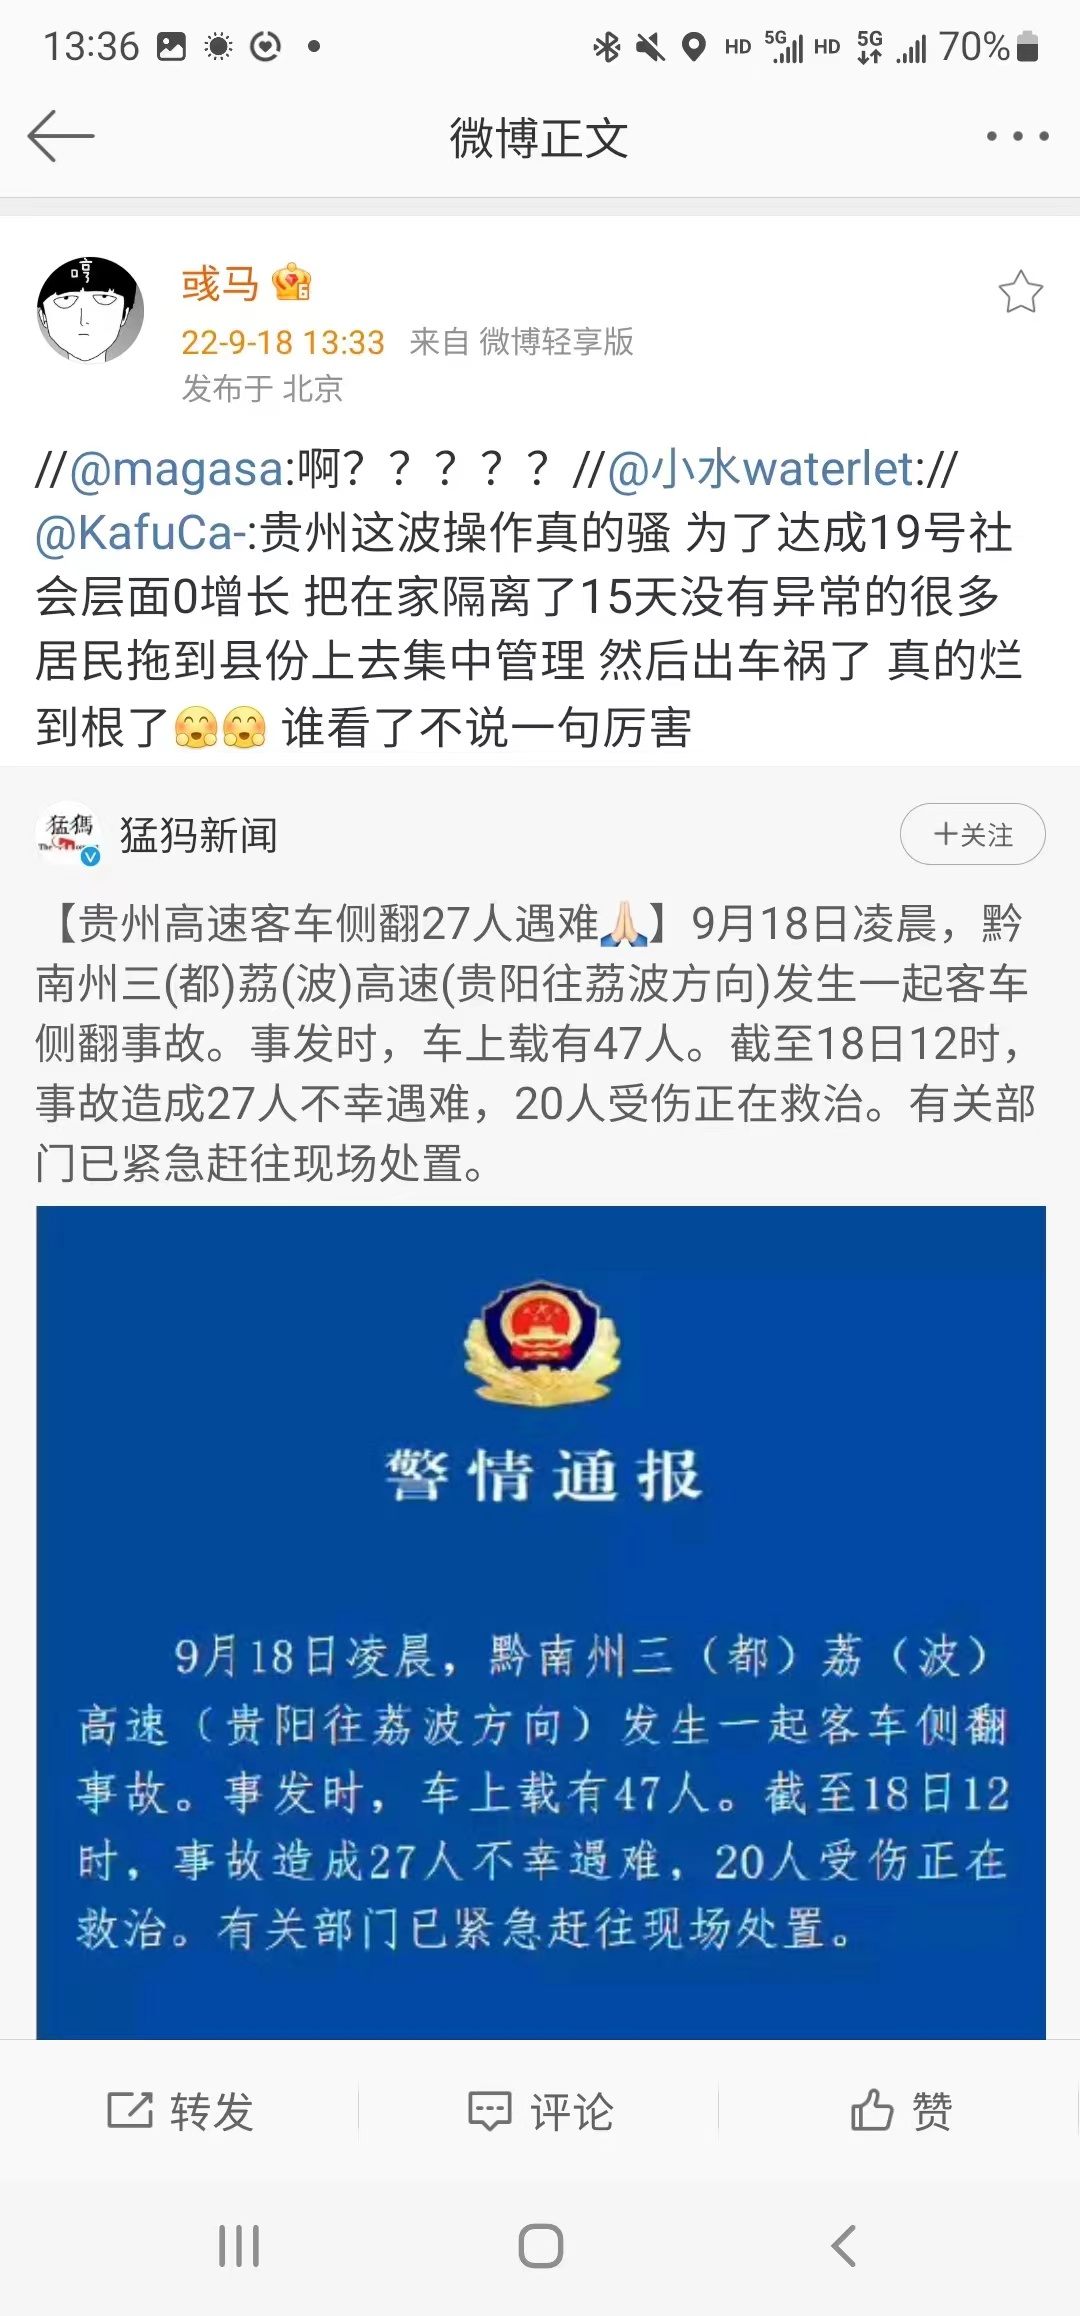 13:36 HD 5G HD 5G 70%
微博正文
哼
彧马
22-9-18 13:33 来自 微博轻享版
发布于 北京
//@magasa:啊？？？？？//@小水waterlet://
@KafuCa-:贵州这波操作真的骚 为了达成19号社
会层面0增长 把在家隔离了15天没有异常的很多
居民拖到县份上去集中管理 然后出车祸了 真的烂
到根了🤗🤗 谁看了不说一句厉害
猛犸
猛犸新闻
+关注
【贵州高速客车侧翻27人遇难🙏🏻】9月18日凌晨，黔
南州三(都)荔(波)高速(贵阳往荔波方向)发生一起客车
侧翻事故。事发时，车上载有47人。截至18日12时，
事故造成27人不幸遇难，20人受伤正在救治。有关部
门已紧急赶往现场处置。
警情通报
9月18日凌晨，黔南州三（都）荔（波）
高速（贵阳往荔波方向）发生一起客车侧翻
事故。事发时，车上载有47人。截至18日12
时，事故造成27人不幸遇难，20人受伤正在
救治。有关部门已紧急赶往现场处置。
转发 评论 赞